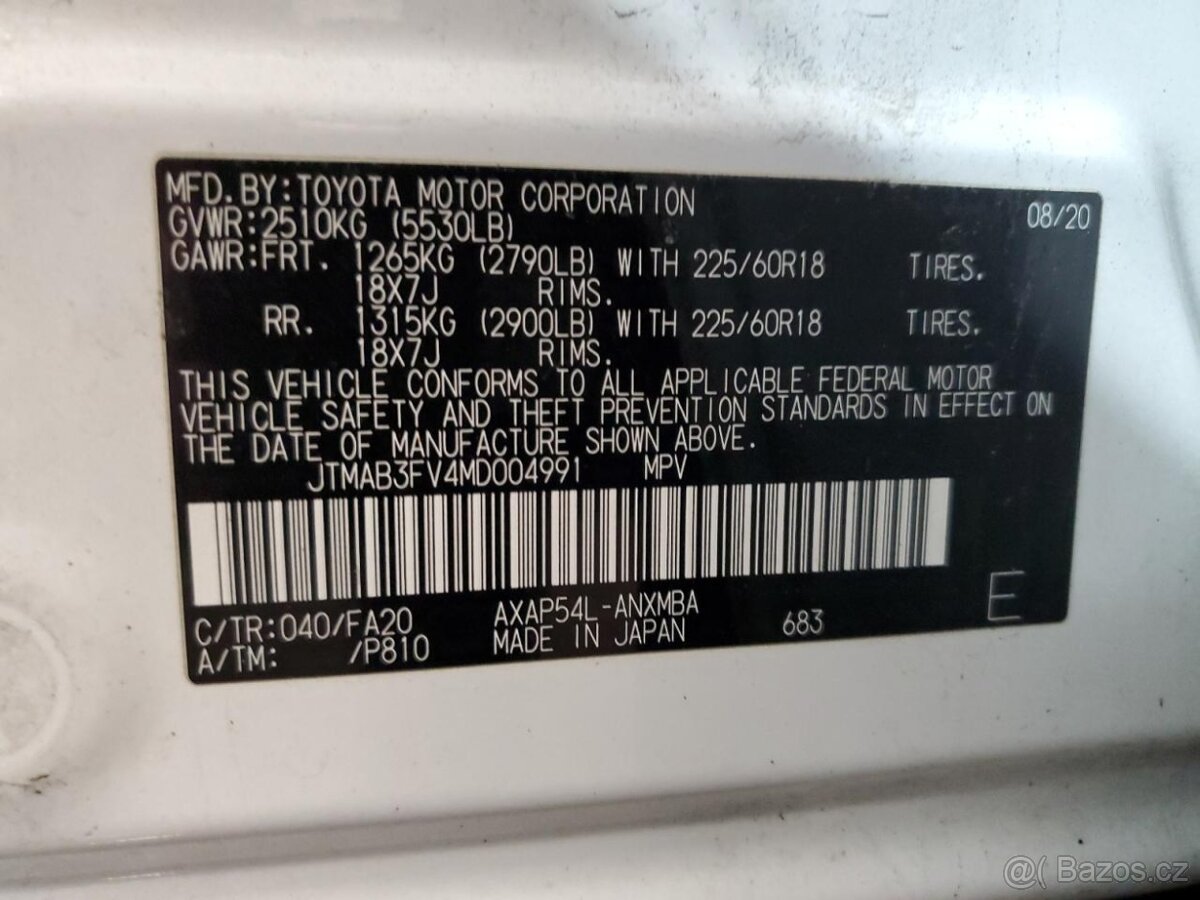 MFD.BY:TOYOTA MOTOR CORPORATION 08/20
GVWR:2510KG (5530LB)
GAWR:FRT. 1265KG (2790LB) WITH 225/60R18 TIRES.
18X7J RIMS.
RR. 1315KG (2900LB) WITH 225/60R18 TIRES.
18X7J RIMS.
THIS VEHICLE CONFORMS TO ALL APPLICABLE FEDERAL MOTOR
VEHICLE SAFETY AND THEFT PREVENTION STANDARDS IN EFFECT ON
THE DATE OF MANUFACTURE SHOWN ABOVE.
JTMAB3FV4MD004991 MPV
C/TR:040/FA20 AXAP54L-ANXMBA 683 E
A/TM: /P810 MADE IN JAPAN
@( Bazos.cz